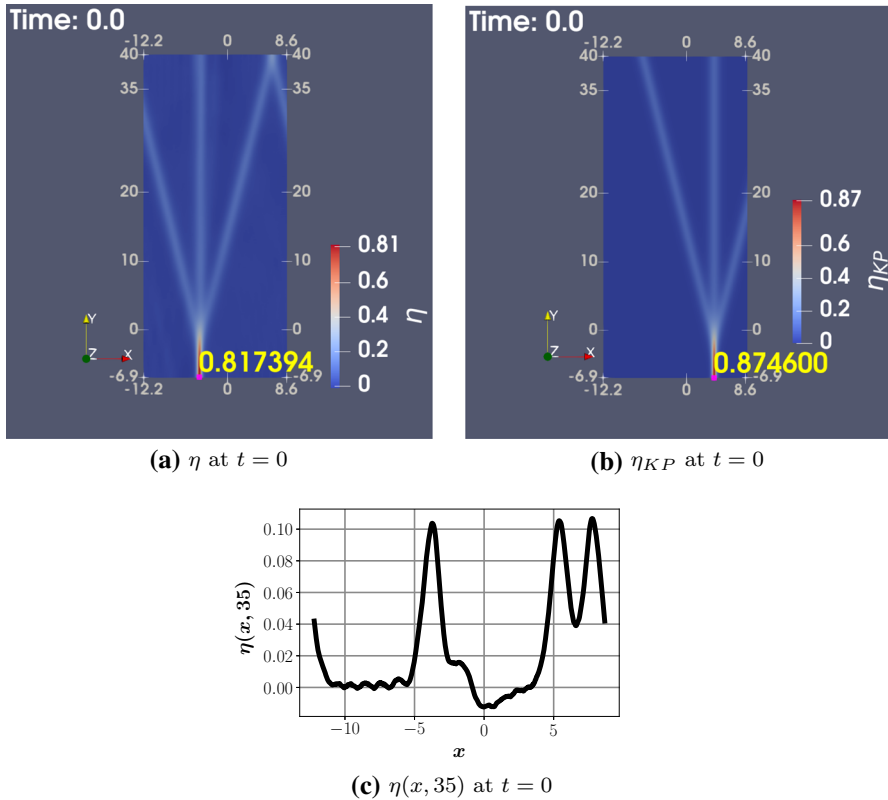 Time: 0.0
-12.2 0 8.6
40 40
35 35
20 20
10 10
0 0
-6.9 -6.9
-12.2 0 8.6
0.817394
Y
Z X
0.81
0.6
0.4
0.2
0
η
(a) η at t = 0
Time: 0.0
-12.2 0 8.6
40 40
35 35
20 20
10 10
0 0
-6.9 -6.9
-12.2 0 8.6
0.874600
Y
Z X
0.87
0.6
0.4
0.2
0
η_KP
(b) η_KP at t = 0
0.10
0.08
0.06
0.04
0.02
0.00
η(x, 35)
−10 −5 0 5
x
(c) η(x, 35) at t = 0